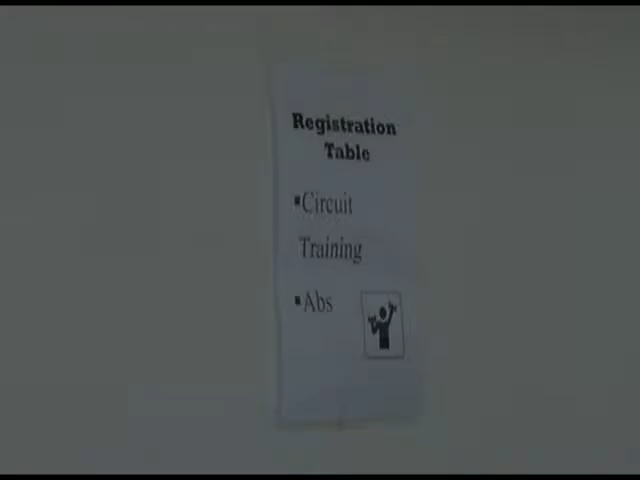 Registration
Table
▪Circuit
Training
▪Abs